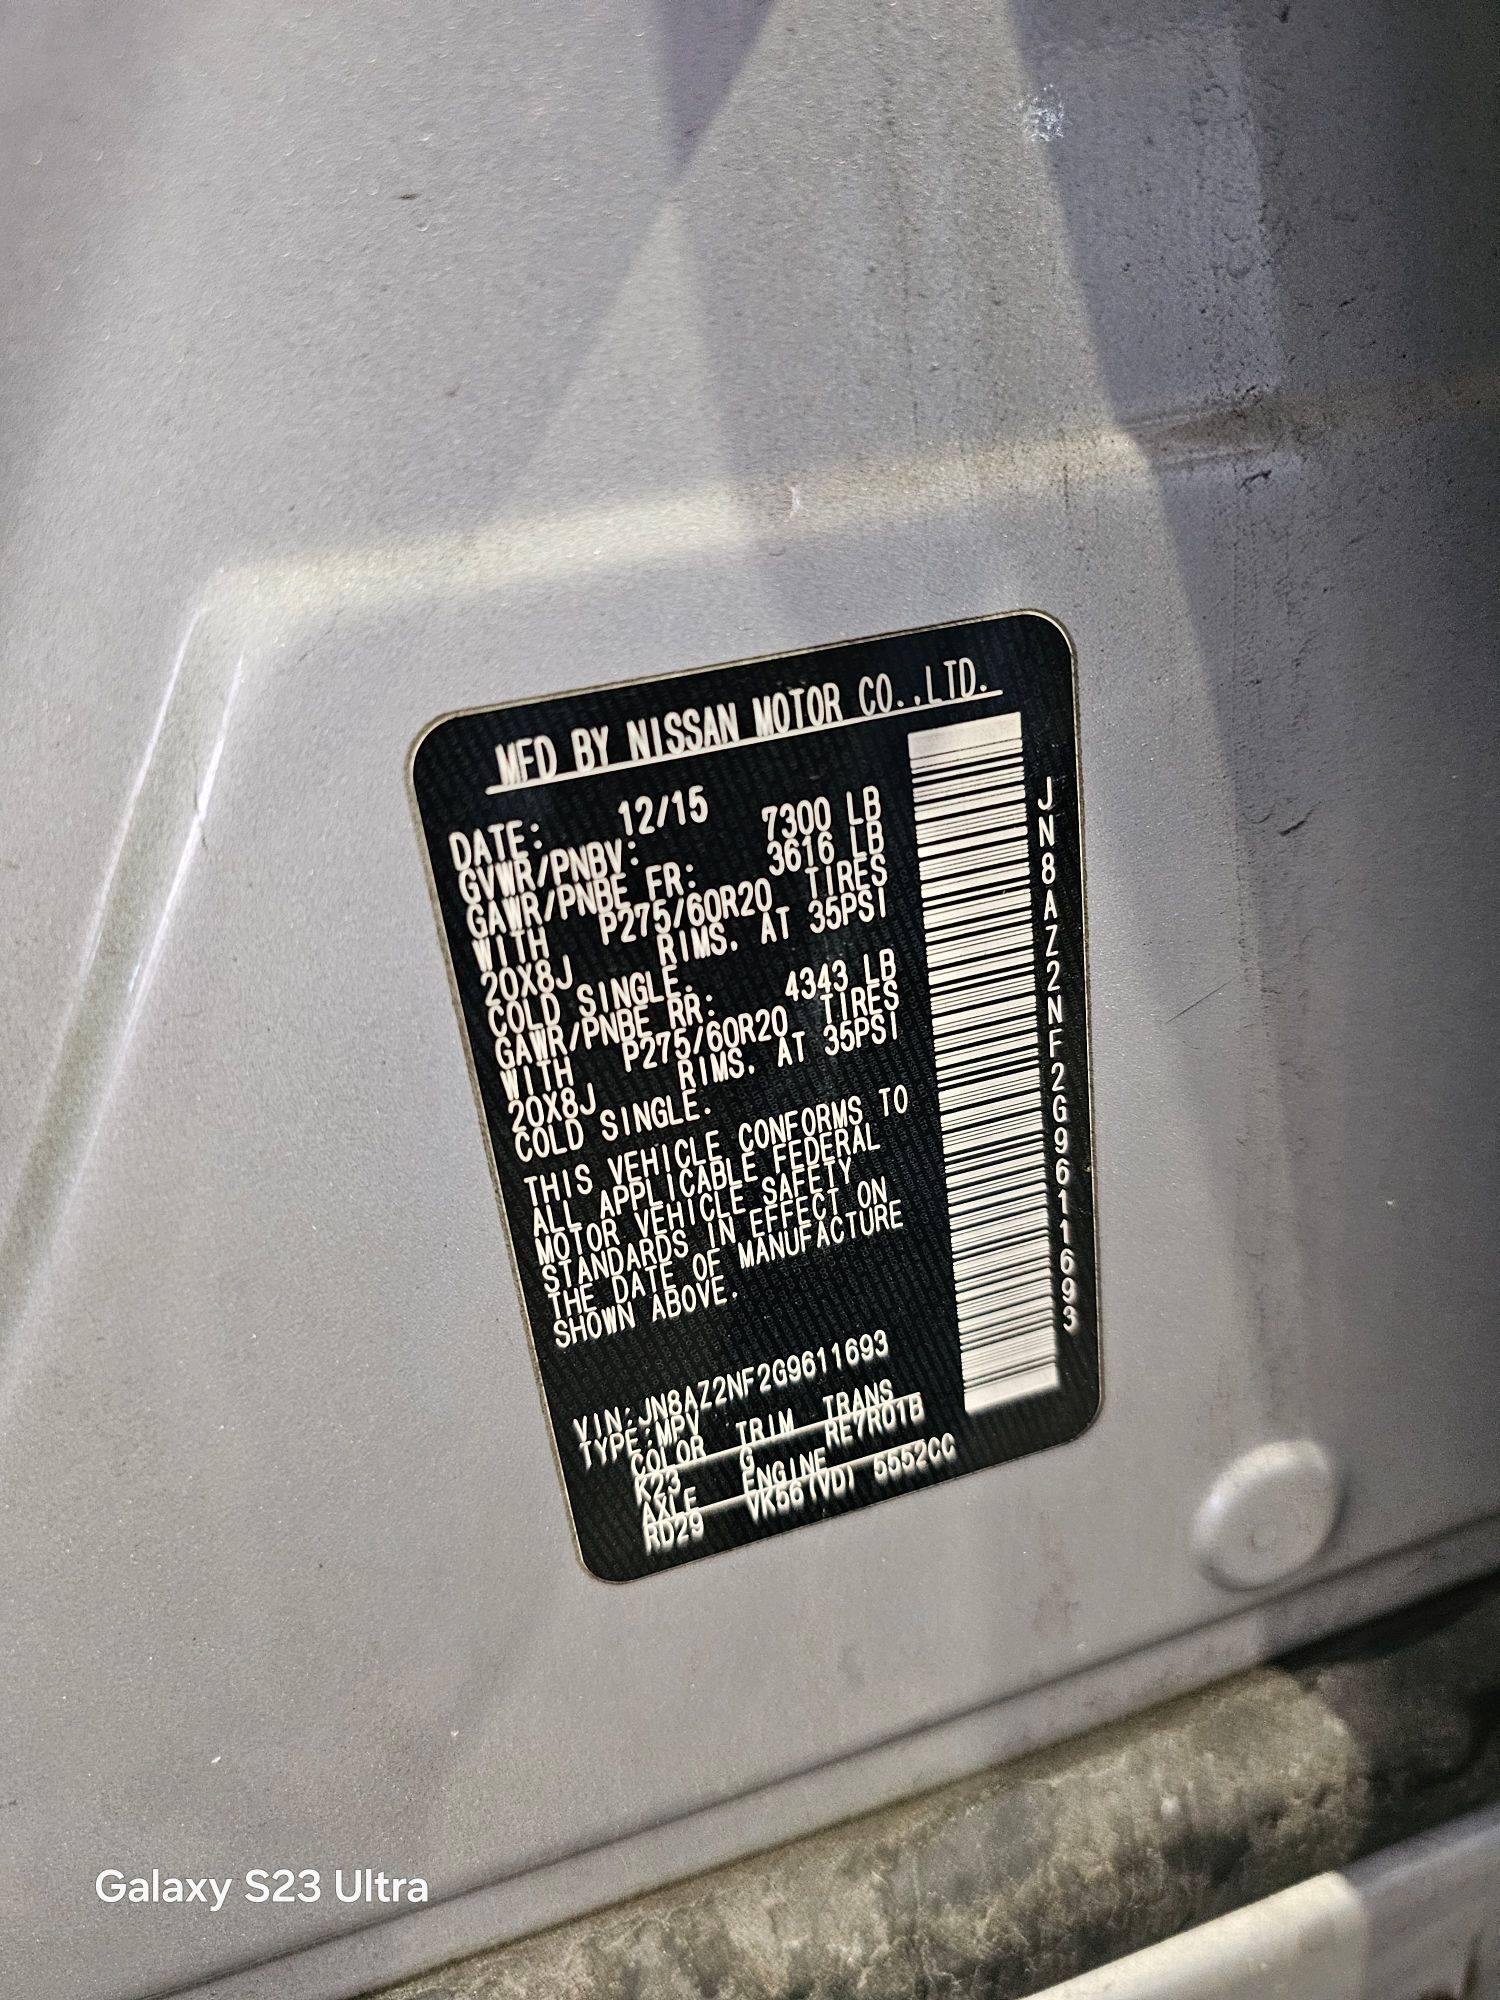 MFD BY NISSAN MOTOR CO.,LTD.
DATE: 12/15
GVWR/PNBV: 7300 LB
GAWR/PNBE FR: 3616 LB
WITH P275/60R20 TIRES
20X8J RIMS, AT 35PSI
COLD SINGLE.
GAWR/PNBE RR: 4343 LB
WITH P275/60R20 TIRES
20X8J RIMS, AT 35PSI
COLD SINGLE.
THIS VEHICLE CONFORMS TO
ALL APPLICABLE FEDERAL
MOTOR VEHICLE SAFETY
STANDARDS IN EFFECT ON
THE DATE OF MANUFACTURE
SHOWN ABOVE.
VIN:JN8AZ2NF2G9611693
TYPE:MPV
COLOR TRIM TRANS
K23 G RE7R01B
AXLE ENGINE
RD29 VK56(VD) 5552CC
JN8AZ2NF2G9611693
Galaxy S23 Ultra